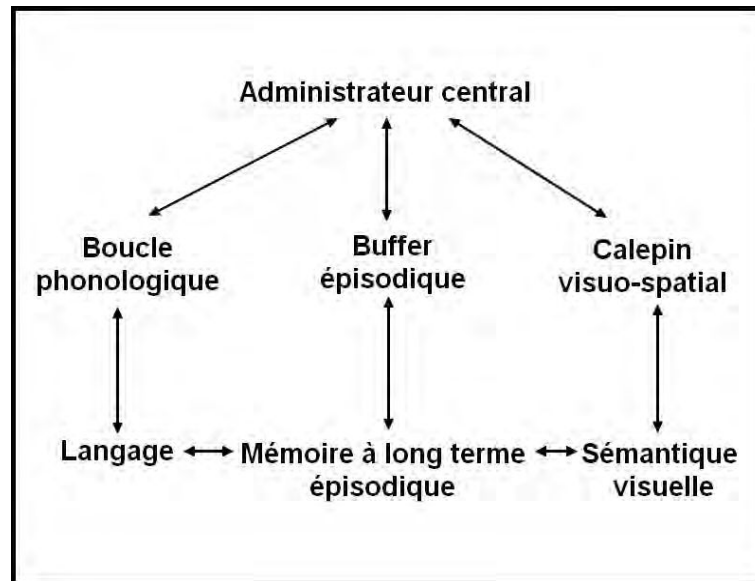 Administrateur central
Boucle
phonologique
Buffer
épisodique
Calepin
visuo-spatial
Langage
Mémoire à long terme
épisodique
Sémantique
visuelle